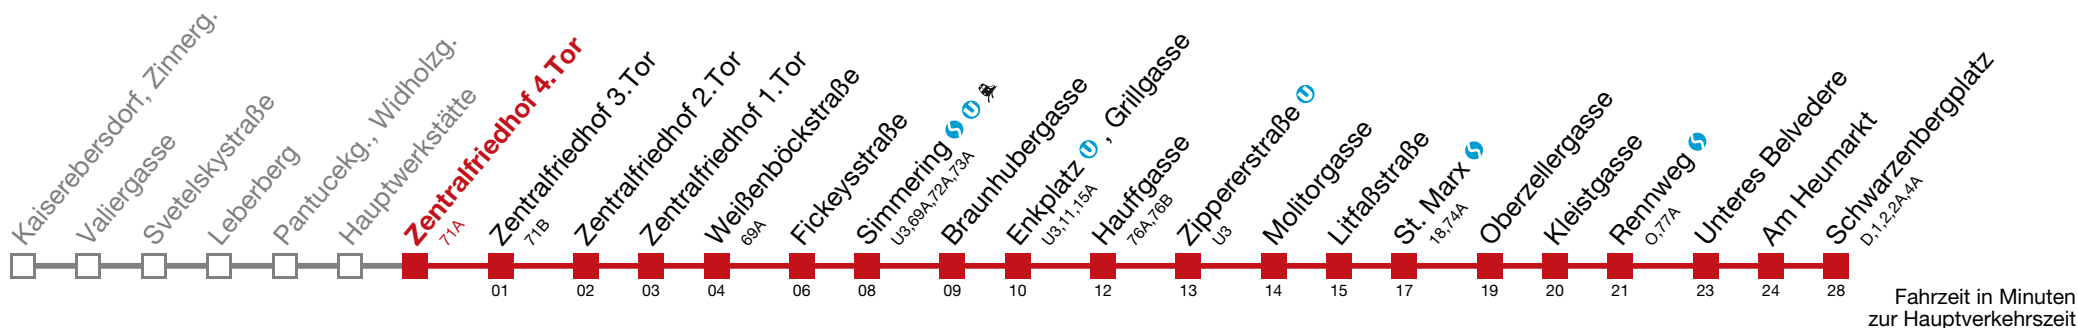 Kaiserebersdorf, Zinnerg.
Valiergasse
Svetelskystraße
Leberberg
Pantucekg., Widholzg.
Hauptwerkstätte
Zentralfriedhof 4.Tor
71A
Zentralfriedhof 3.Tor
71B
Zentralfriedhof 2.Tor
Zentralfriedhof 1.Tor
Weißenböckstraße
69A
Fickeysstraße
Simmering S U
U3,69A,72A,73A
Braunhubergasse
Enkplatz U , Grillgasse
U3,11,15A
Hauffgasse
76A,76B
Zippererstraße U
U3
Molitorgasse
Litfaßstraße
St. Marx S
18,74A
Oberzellergasse
Kleistgasse
Rennweg S
O,77A
Unteres Belvedere
Am Heumarkt
Schwarzenbergplatz
D,1,2,2A,4A
01 02 03 04 06 08 09 10 12 13 14 15 17 19 20 21 23 24 28
Fahrzeit in Minuten
zur Hauptverkehrszeit